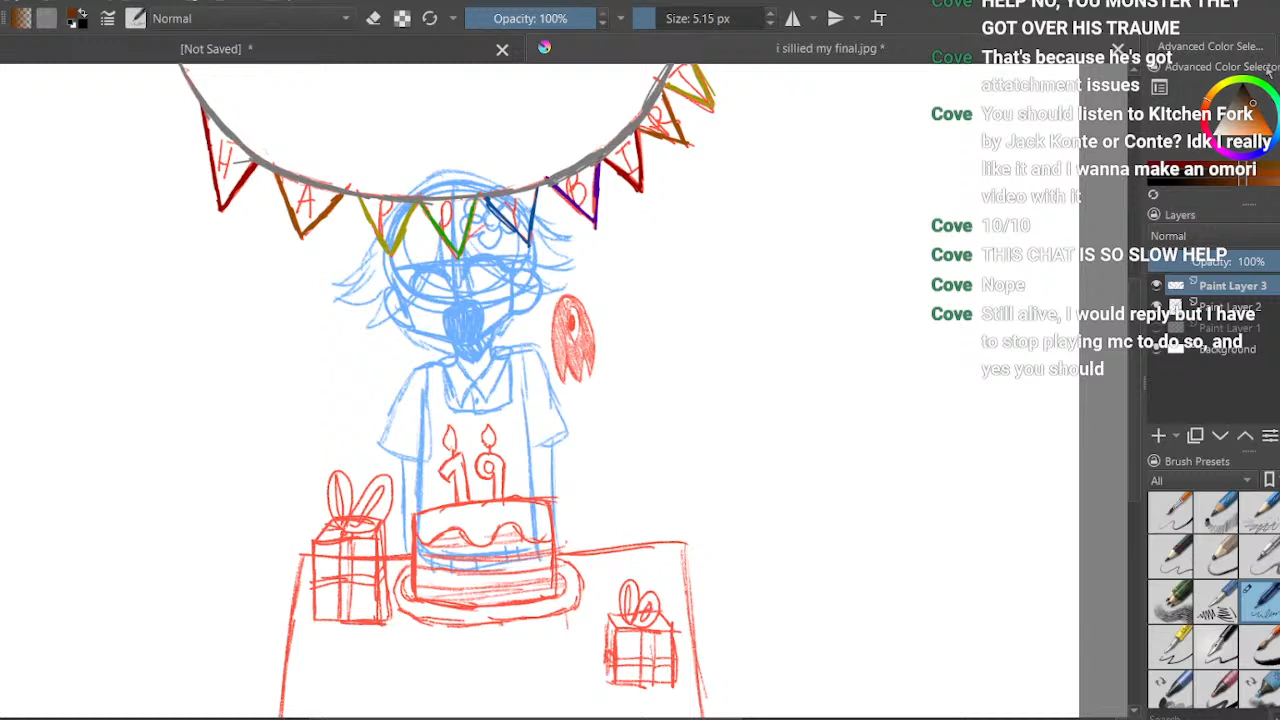 HELP NO, YOU MONSTER THEY
Normal
Opacity: 100%
Size: 5.15 px
GOT OVER HIS TRAUME
[Not Saved] *
i sillied my final.jpg *
Advanced Color Sele...
Cove That's because he's got
attatchment issues
Advanced Color Selector
Cove You should listen to KItchen Fork
by Jack Konte or Conte? Idk I really
like it and I wanna make an omori
video with it
Cove 10/10
Cove THIS CHAT IS SO SLOW HELP
Cove Nope
Cove Still alive, I would reply but I have
to stop playing mc to do so, and
yes you should
Layers
Normal
Opacity: 100%
Paint Layer 3
Paint Layer 2
Paint Layer 1
Background
Brush Presets
All
HAPPY BIRT
19